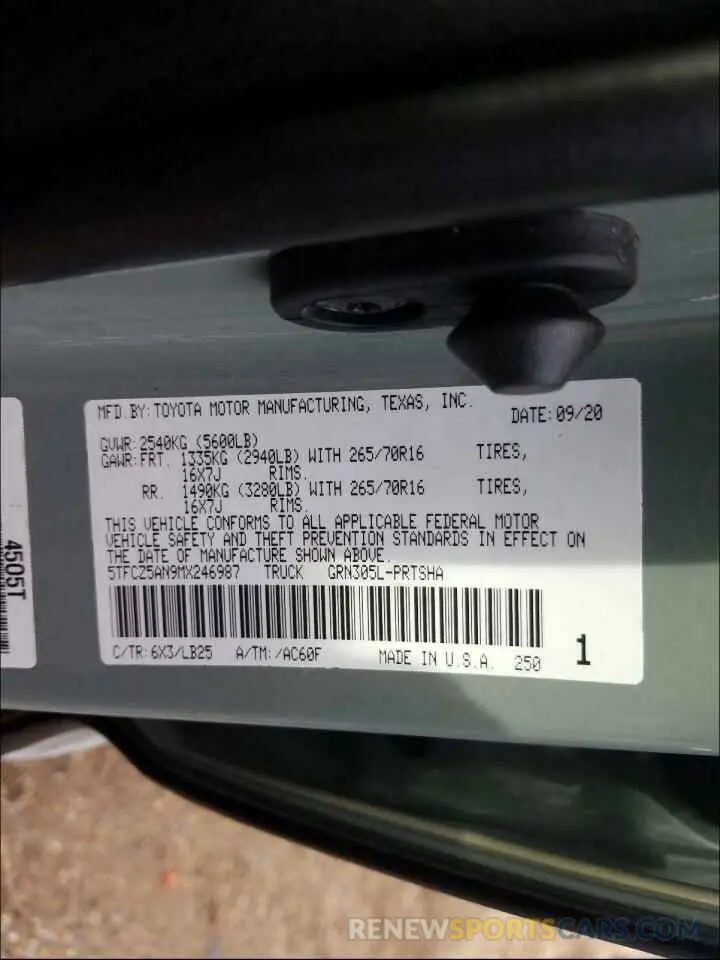 MFD BY: TOYOTA MOTOR MANUFACTURING, TEXAS, INC. DATE: 09/20
GVWR: 2540KG (5600LB)
GAWR: FRT. 1335KG (2940LB) WITH 265/70R16 TIRES,
16X7J RIMS.
RR. 1490KG (3280LB) WITH 265/70R16 TIRES,
16X7J RIMS.
THIS VEHICLE CONFORMS TO ALL APPLICABLE FEDERAL MOTOR
VEHICLE SAFETY AND THEFT PREVENTION STANDARDS IN EFFECT ON
THE DATE OF MANUFACTURE SHOWN ABOVE.
5TFCZ5AN9MX246987 TRUCK GRN305L-PRTSHA
C/TR: 6X3/LB25 A/TM: /AC60F MADE IN U.S.A. 250 1
4505T
RENEWSPORTSCARS.COM